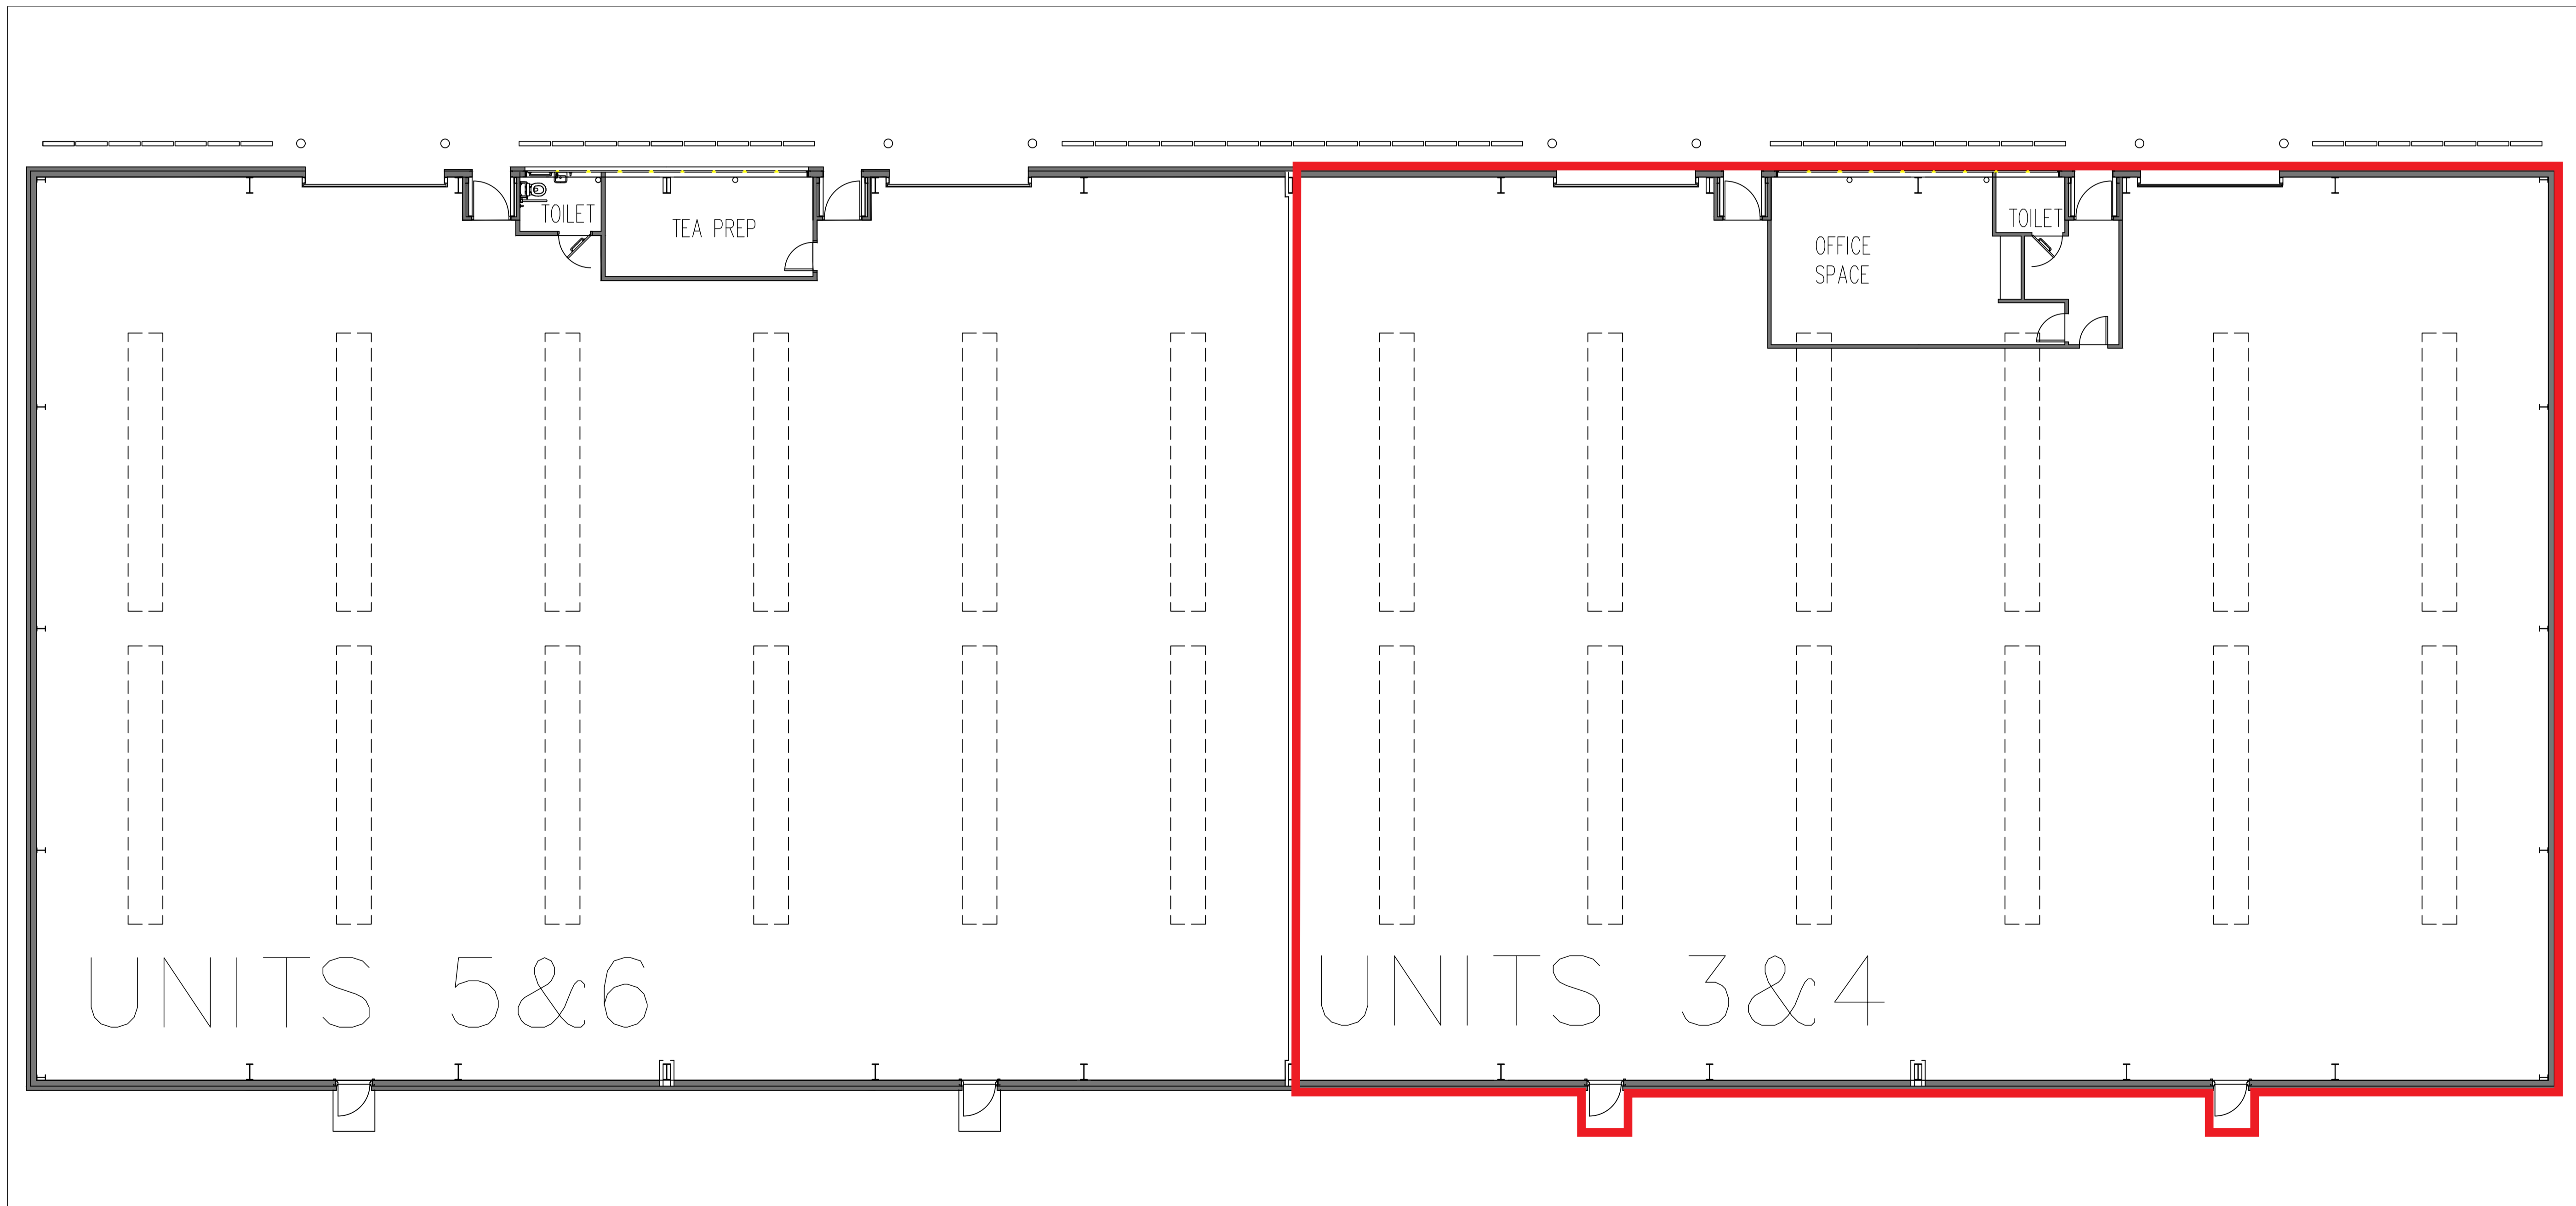 TOILET
TEA PREP
OFFICE
SPACE
TOILET
UNITS 5&6
UNITS 3&4